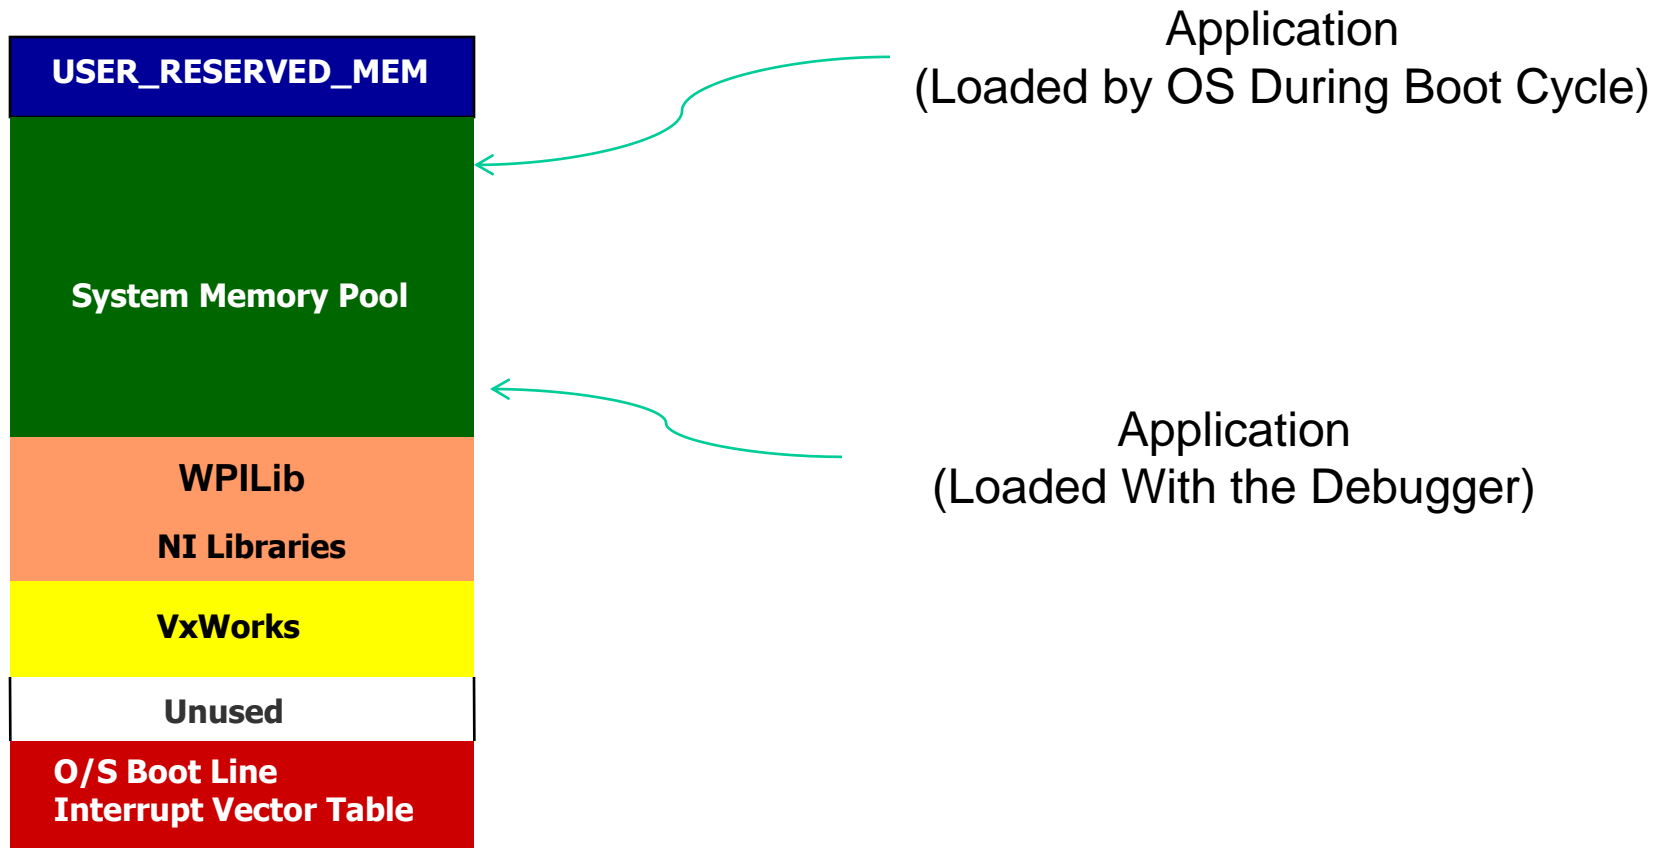 Application
(Loaded by OS During Boot Cycle)
USER_RESERVED_MEM
System Memory Pool
Application
(Loaded With the Debugger)
WPILib
NI Libraries
VxWorks
Unused
O/S Boot Line
Interrupt Vector Table